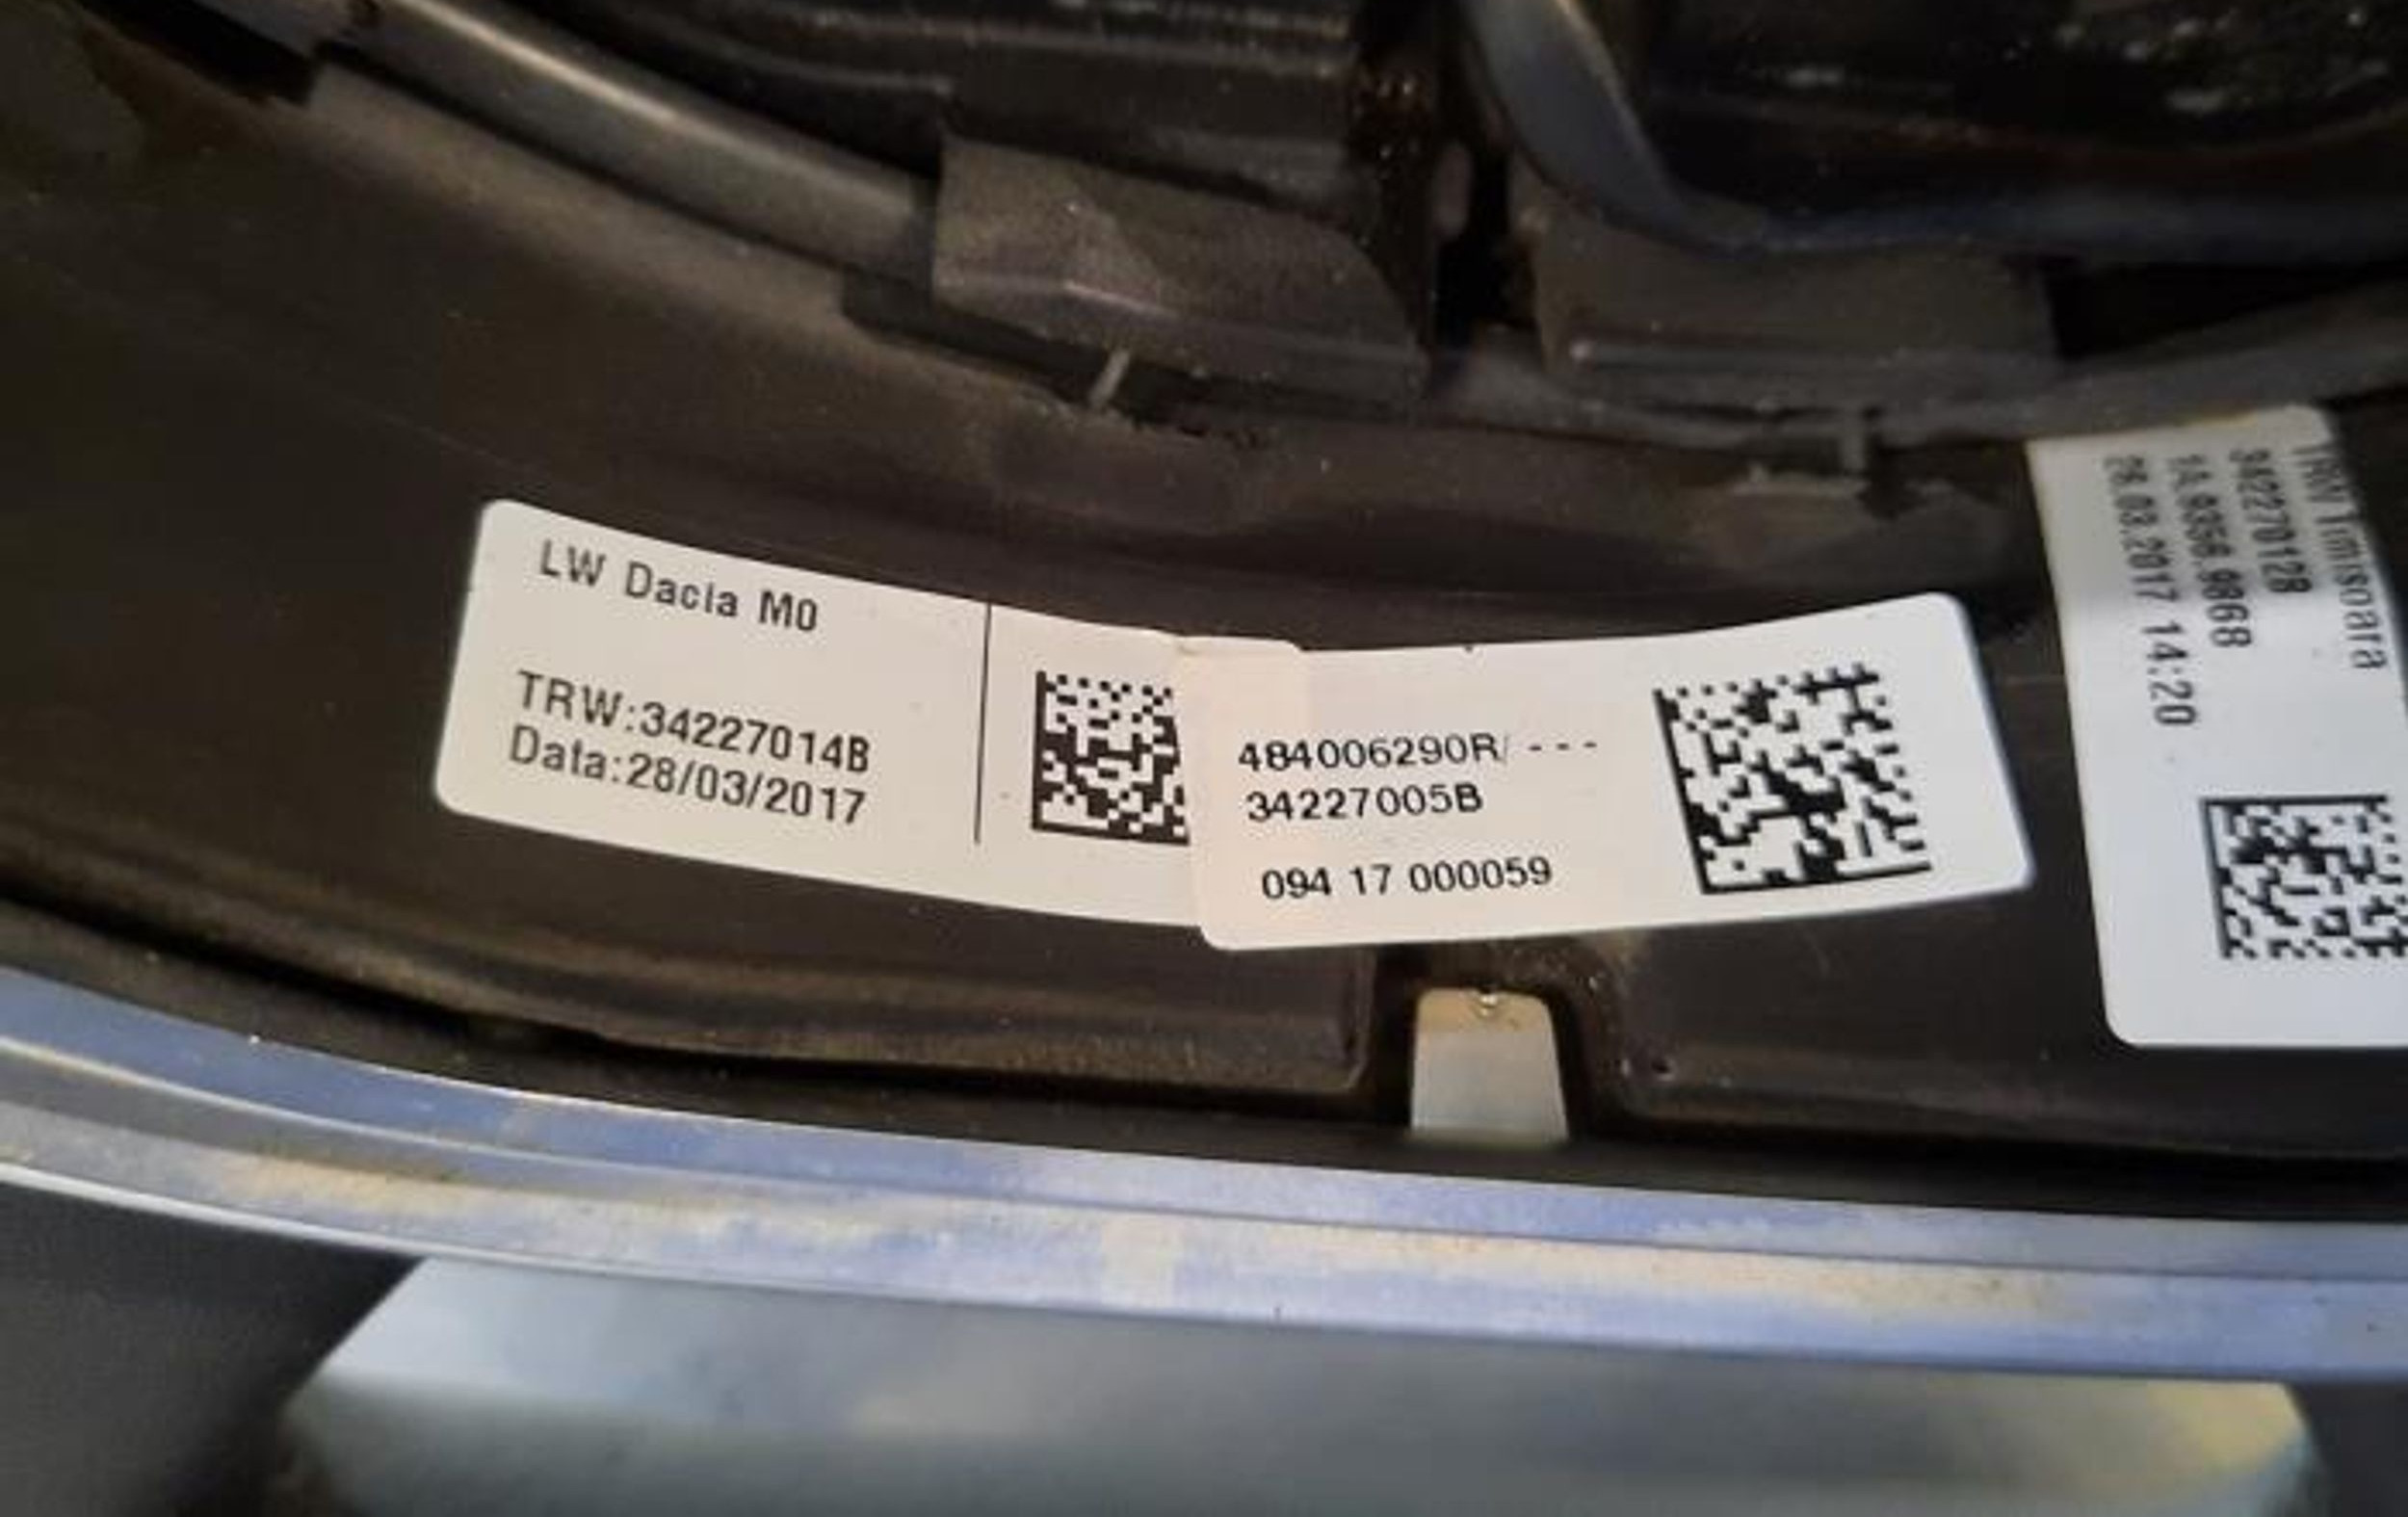 LW Dacia M0
TRW:34227014B
Data:28/03/2017
484006290R/ ---
34227005B
094 17 000059
TRW Timisoara
34227012B
28.03.2017 14:20